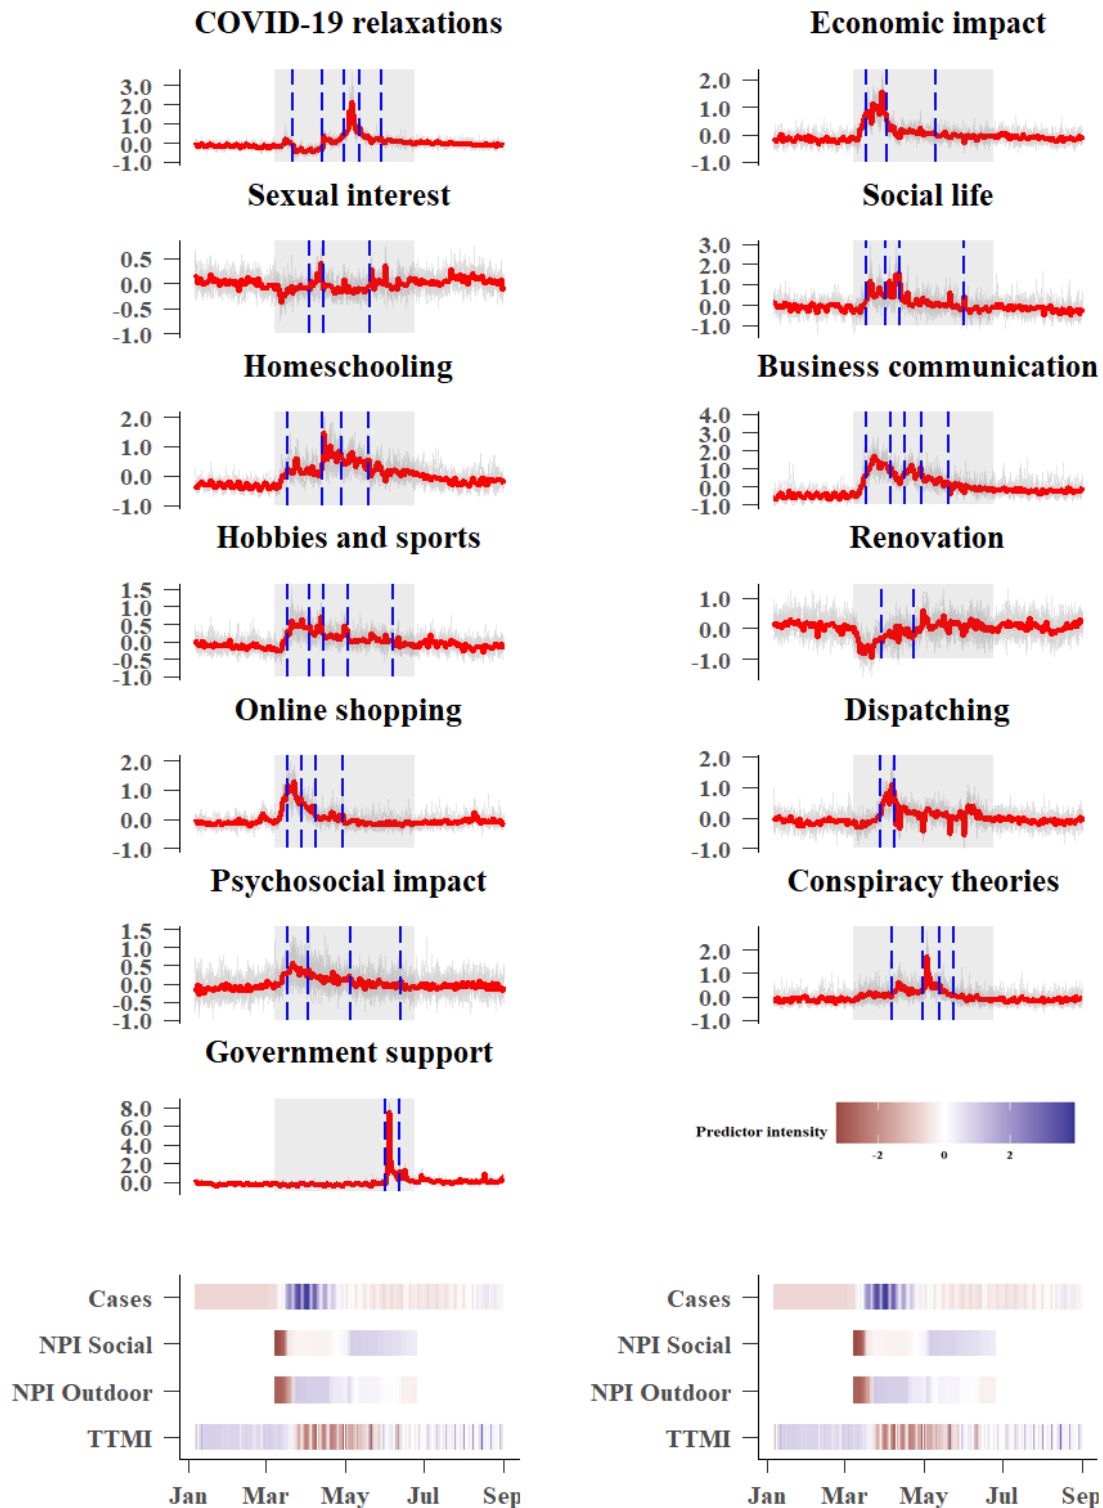 COVID-19 relaxations
Economic impact
3.0
2.0
1.0
0.0
-1.0
2.0
1.0
0.0
-1.0
Sexual interest
Social life
0.5
0.0
-0.5
-1.0
3.0
2.0
1.0
0.0
-1.0
Homeschooling
Business communication
2.0
1.0
0.0
-1.0
4.0
3.0
2.0
1.0
0.0
-1.0
Hobbies and sports
Renovation
1.5
1.0
0.5
0.0
-0.5
-1.0
1.0
0.0
-1.0
Online shopping
Dispatching
2.0
1.0
0.0
-1.0
2.0
1.0
0.0
-1.0
Psychosocial impact
Conspiracy theories
1.5
1.0
0.5
0.0
-0.5
-1.0
2.0
1.0
0.0
-1.0
Government support
8.0
6.0
4.0
2.0
0.0
Predictor intensity
-2 0 2
Cases
NPI Social
NPI Outdoor
TTMI
Jan Mar May Jul Sep
Cases
NPI Social
NPI Outdoor
TTMI
Jan Mar May Jul Sep